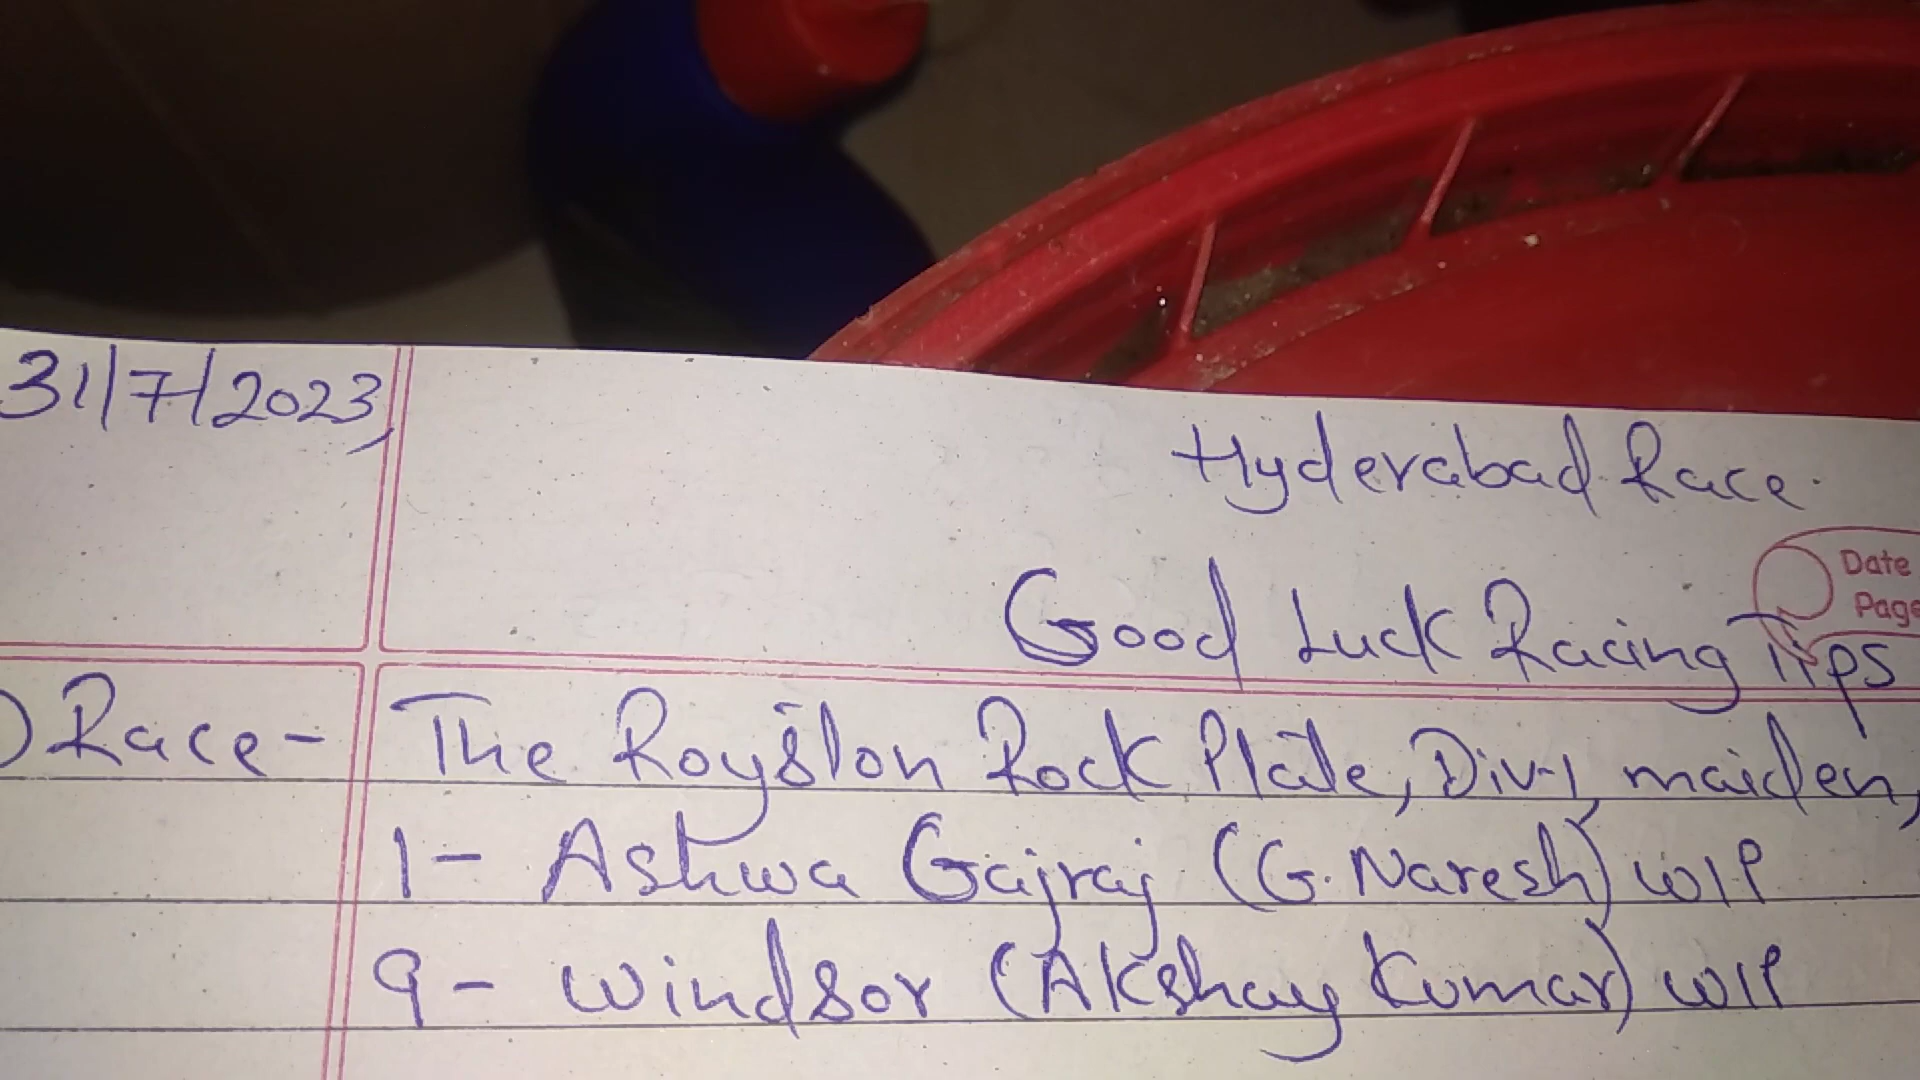 31/7/2023,
Hyderabad Race.
Date
Page
Good Luck Racing Tips
) Race - The Royston Rock Plate, Div-1, maiden,
1 - Ashwa Gajraj (G. Naresh) W/P
9 - Windsor (Akshay Kumar) W/P